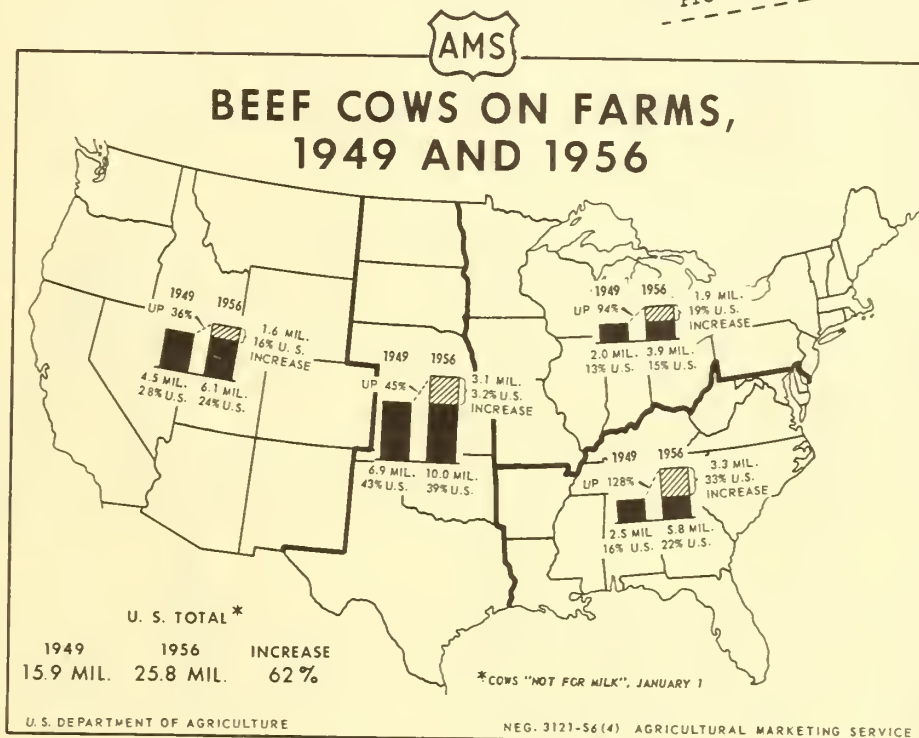 AMS
BEEF COWS ON FARMS,
1949 AND 1956
1949 1956
UP 36%
1.6 MIL.
16% U.S.
INCREASE
4.5 MIL. 6.1 MIL.
28% U.S. 24% U.S.
1949 1956
UP 45%
3.1 MIL.
3.2% U.S.
INCREASE
6.9 MIL. 10.0 MIL.
43% U.S. 39% U.S.
1949 1956
UP 94%
1.9 MIL.
19% U.S.
INCREASE
2.0 MIL. 3.9 MIL.
13% U.S. 15% U.S.
1949 1956
UP 128%
3.3 MIL.
33% U.S.
INCREASE
2.5 MIL 5.8 MIL.
16% U.S. 22% U.S.
U. S. TOTAL*
1949 1956 INCREASE
15.9 MIL. 25.8 MIL. 62%
*COWS "NOT FOR MILK", JANUARY 1
U.S. DEPARTMENT OF AGRICULTURE NEG. 3121-56(4) AGRICULTURAL MARKETING SERVICE